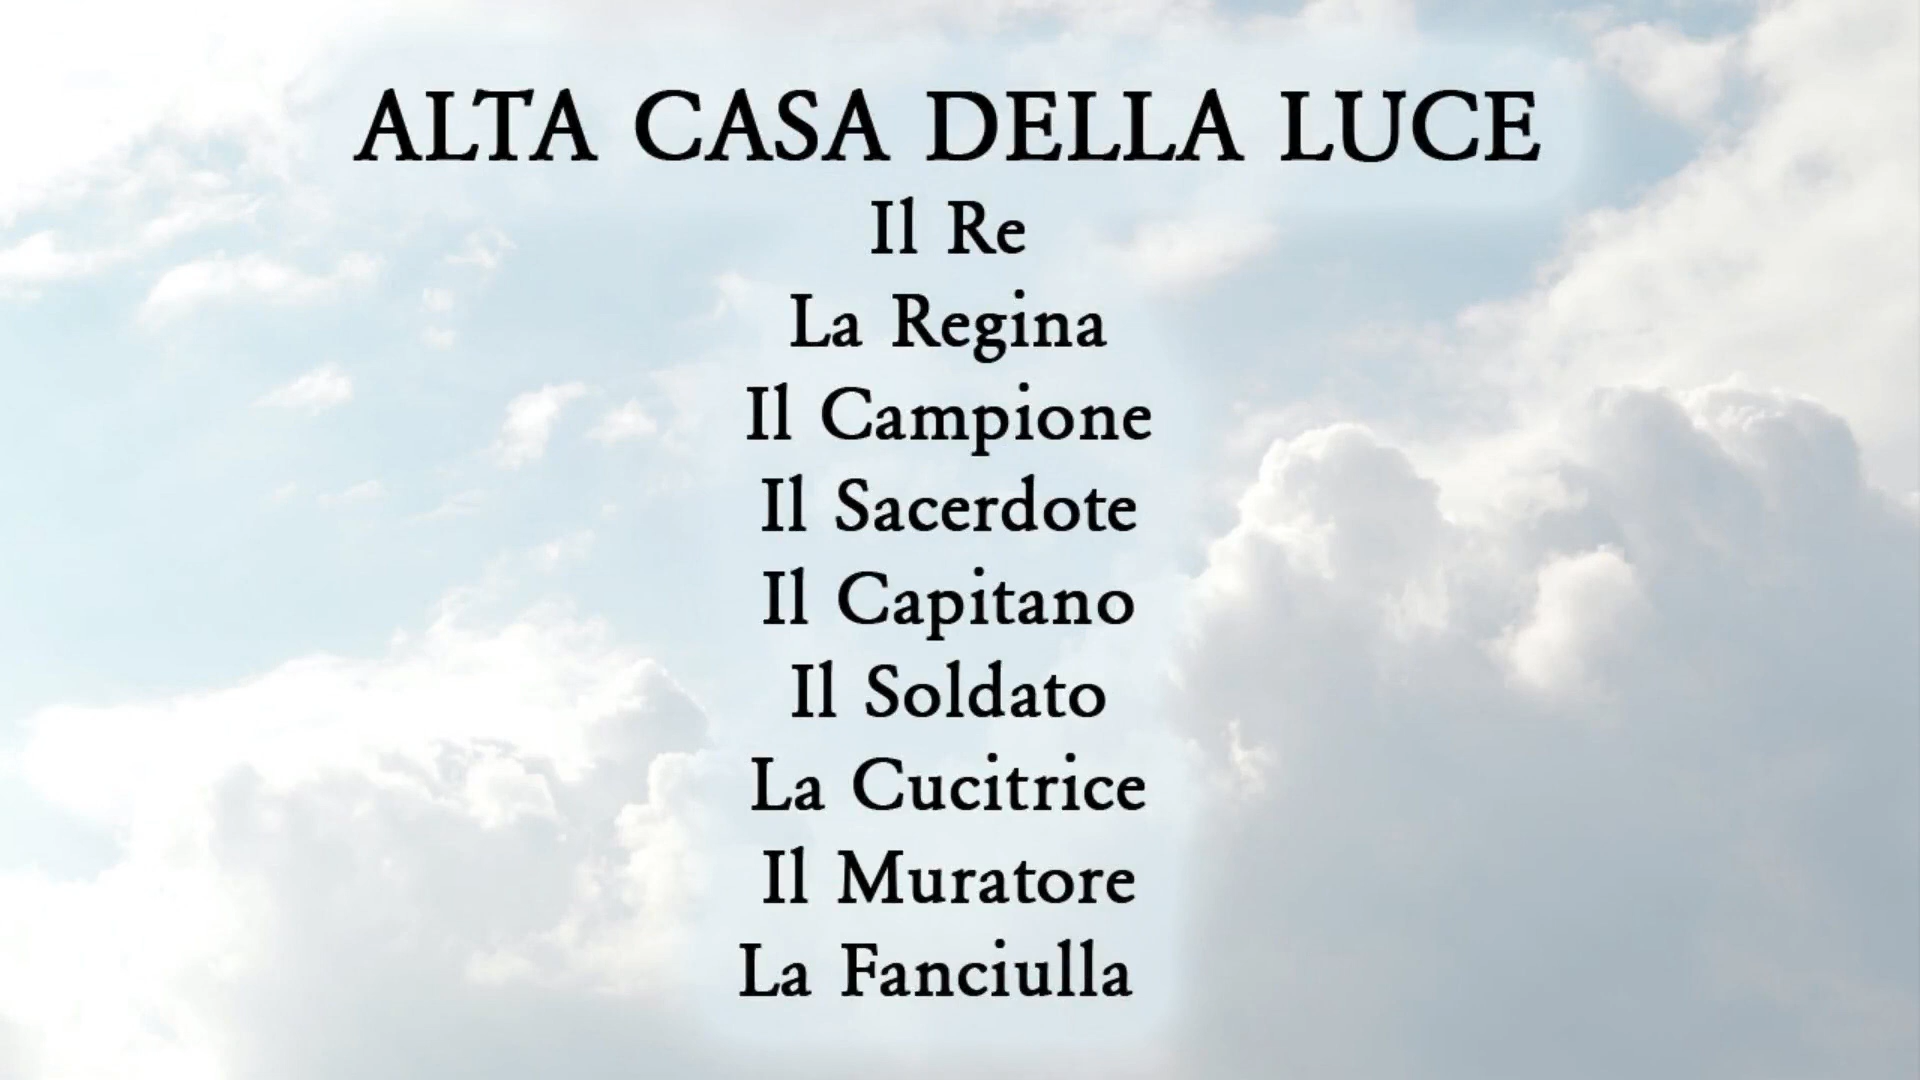 ALTA CASA DELLA LUCE
Il Re
La Regina
Il Campione
Il Sacerdote
Il Capitano
Il Soldato
La Cucitrice
Il Muratore
La Fanciulla